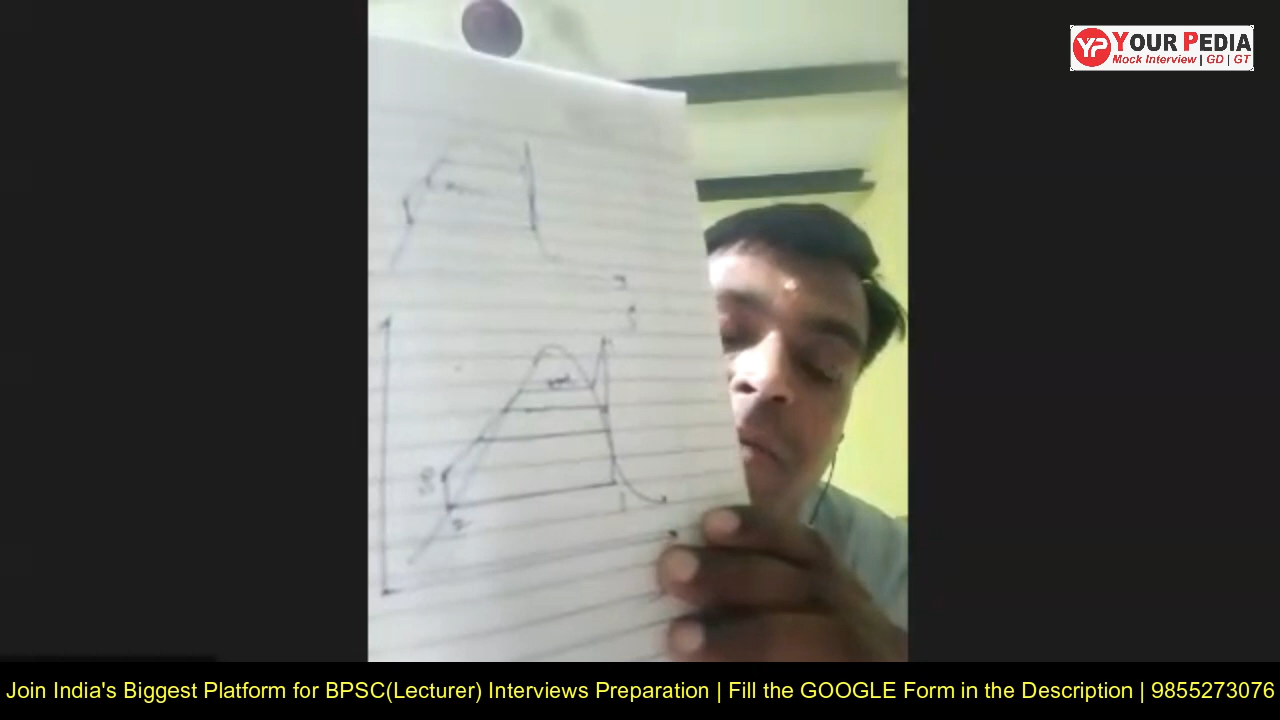 YP YOUR PEDIA
Mock Interview | GD | GT
Join India's Biggest Platform for BPSC(Lecturer) Interviews Preparation | Fill the GOOGLE Form in the Description | 9855273076